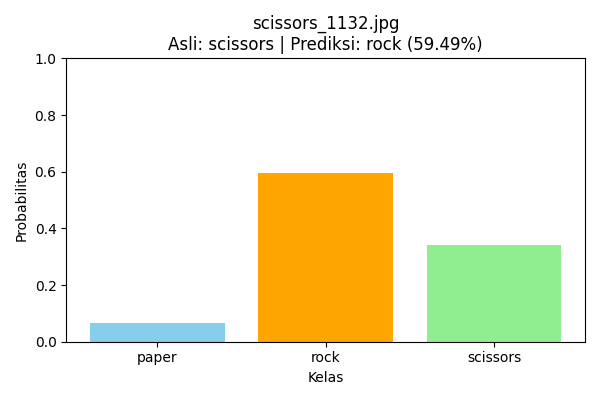 scissors_1132.jpg
Asli: scissors | Prediksi: rock (59.49%)
1.0
0.8
0.6
0.4
0.2
0.0
Probabilitas
paper rock scissors
Kelas